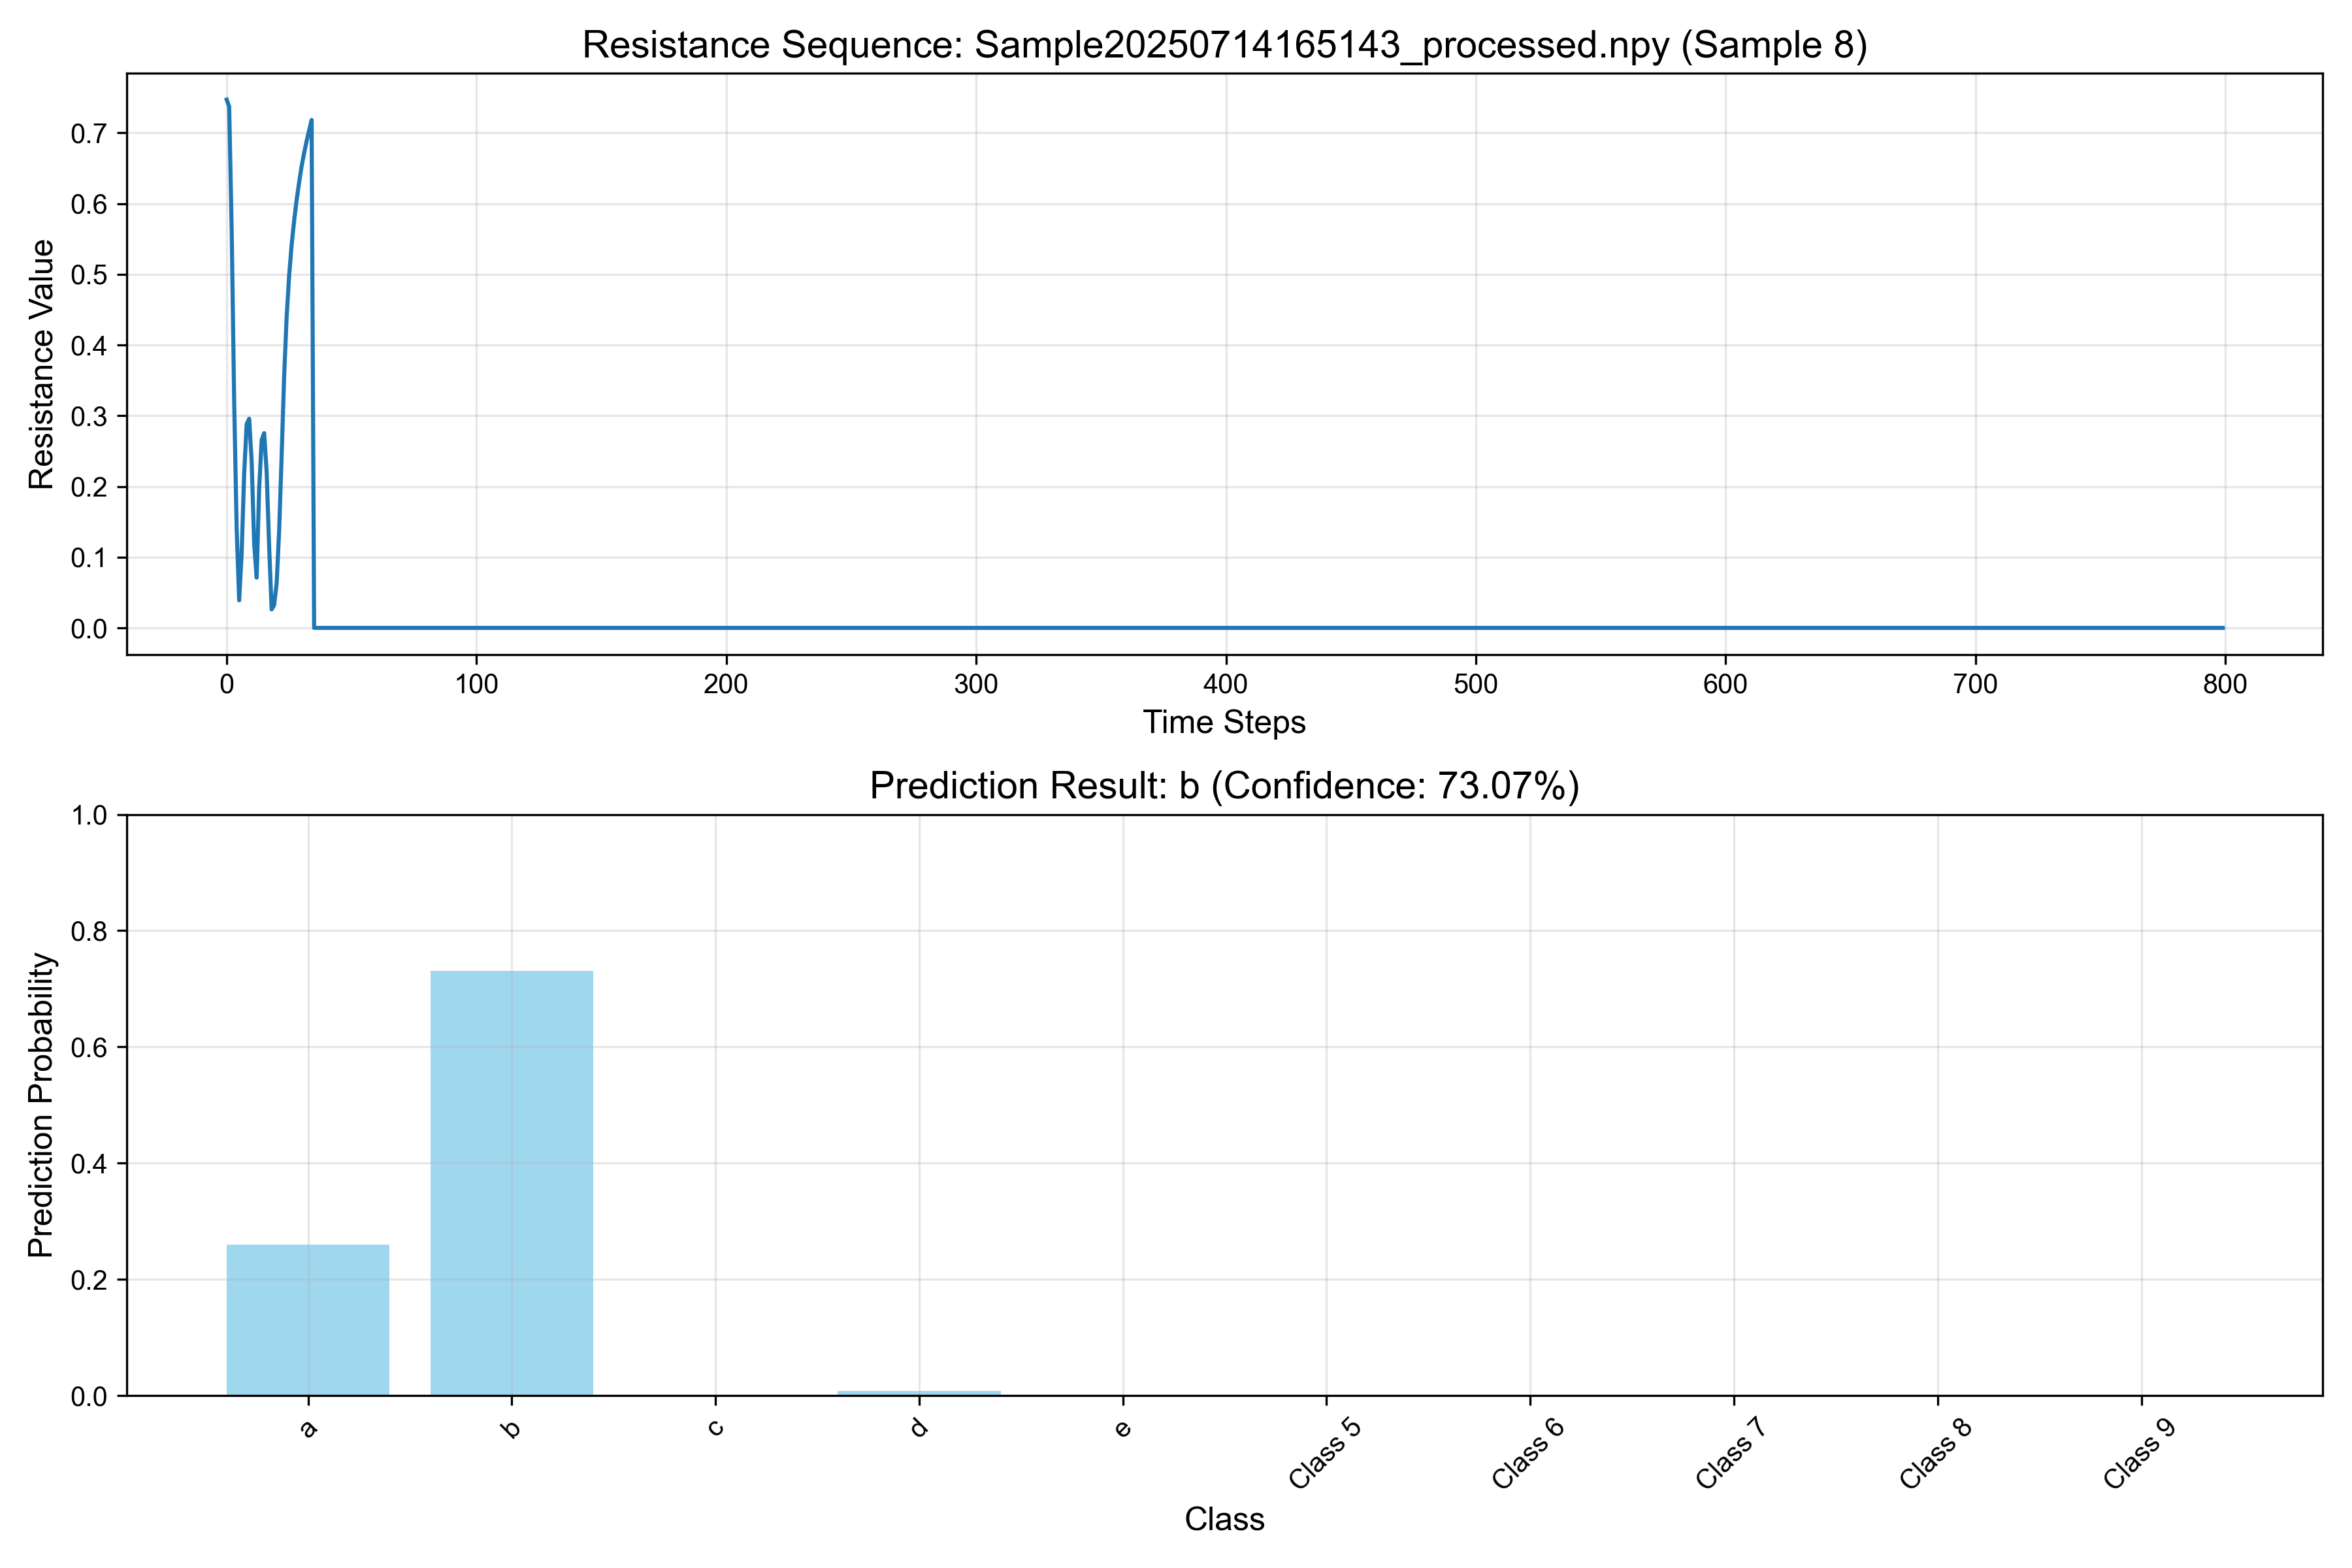 Resistance Sequence: Sample20250714165143_processed.npy (Sample 8)
Resistance Value
0.7
0.6
0.5
0.4
0.3
0.2
0.1
0.0
0 100 200 300 400 500 600 700 800
Time Steps
Prediction Result: b (Confidence: 73.07%)
Prediction Probability
1.0
0.8
0.6
0.4
0.2
0.0
a b c d e Class 5 Class 6 Class 7 Class 8 Class 9
Class